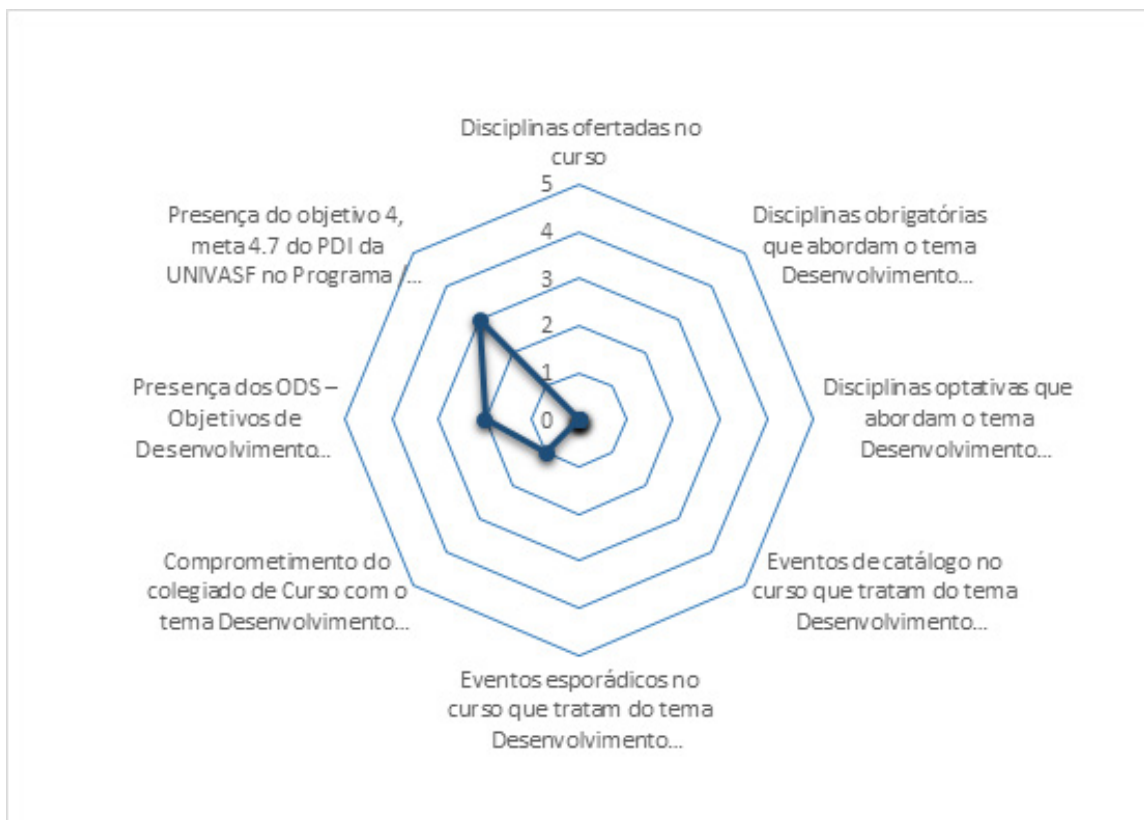 Disciplinas ofertadas no
curso
5
4
3
2
1
0
Disciplinas obrigatórias
que abordam o tema
Desenvolvimento...
Disciplinas optativas que
abordam o tema
Desenvolvimento...
Eventos de catálogo no
curso que tratam do tema
Desenvolvimento...
Eventos esporádicos no
curso que tratam do tema
Desenvolvimento...
Comprometimento do
colegiado de Curso com o
tema Desenvolvimento...
Presença dos ODS –
Objetivos de
Desenvolvimento...
Presença do objetivo 4,
meta 4.7 do PDI da
UNIVASF no Programa /...